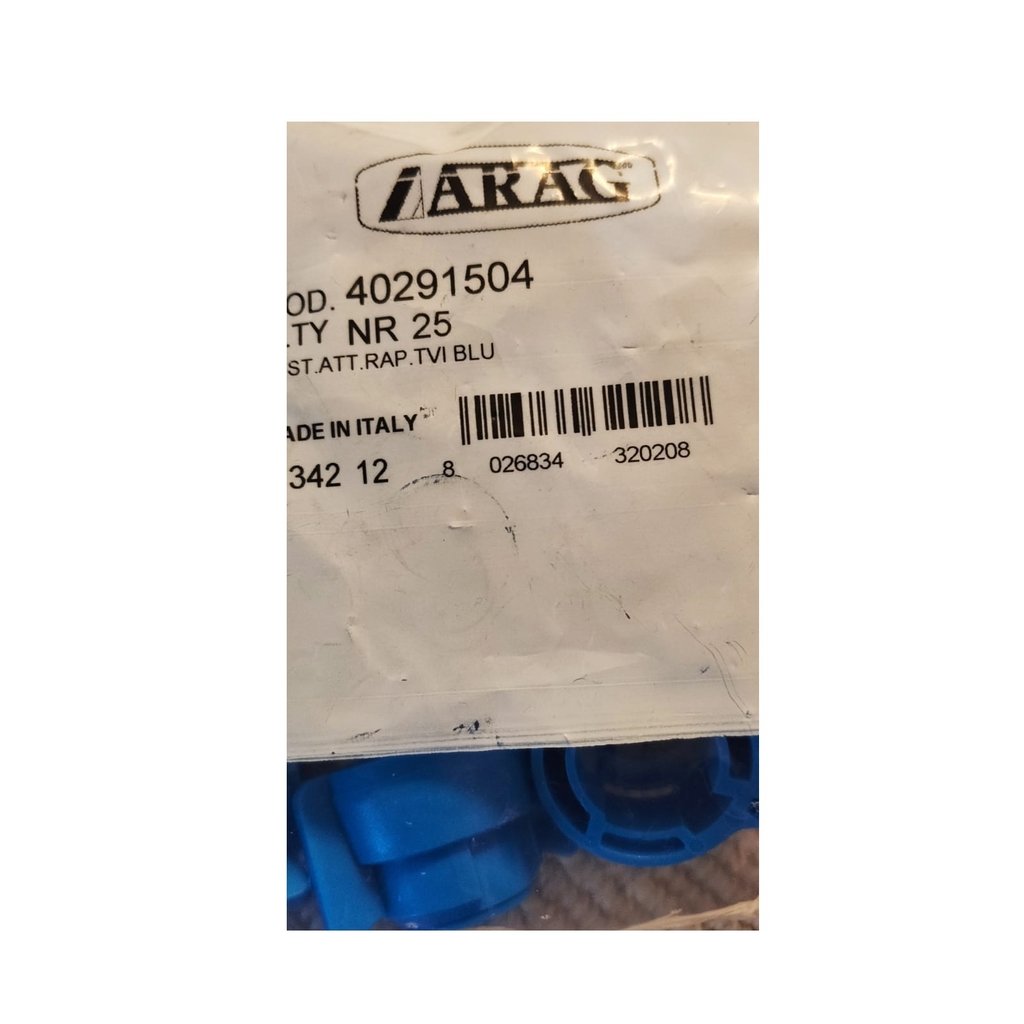 ARAG
OD. 40291504
.TY NR 25
ST.ATT.RAP.TVI BLU
ADE IN ITALY
342 12
8 026834 320208